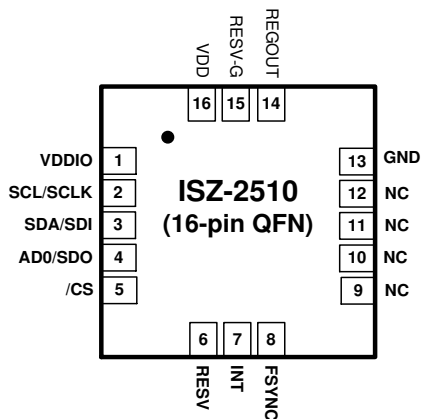 VDD
RESV-G
REGOUT
16 15 14
VDDIO 1
SCL/SCLK 2
SDA/SDI 3
AD0/SDO 4
/CS 5
ISZ-2510
(16-pin QFN)
13 GND
12 NC
11 NC
10 NC
9 NC
6 7 8
RESV
INT
FSYNC